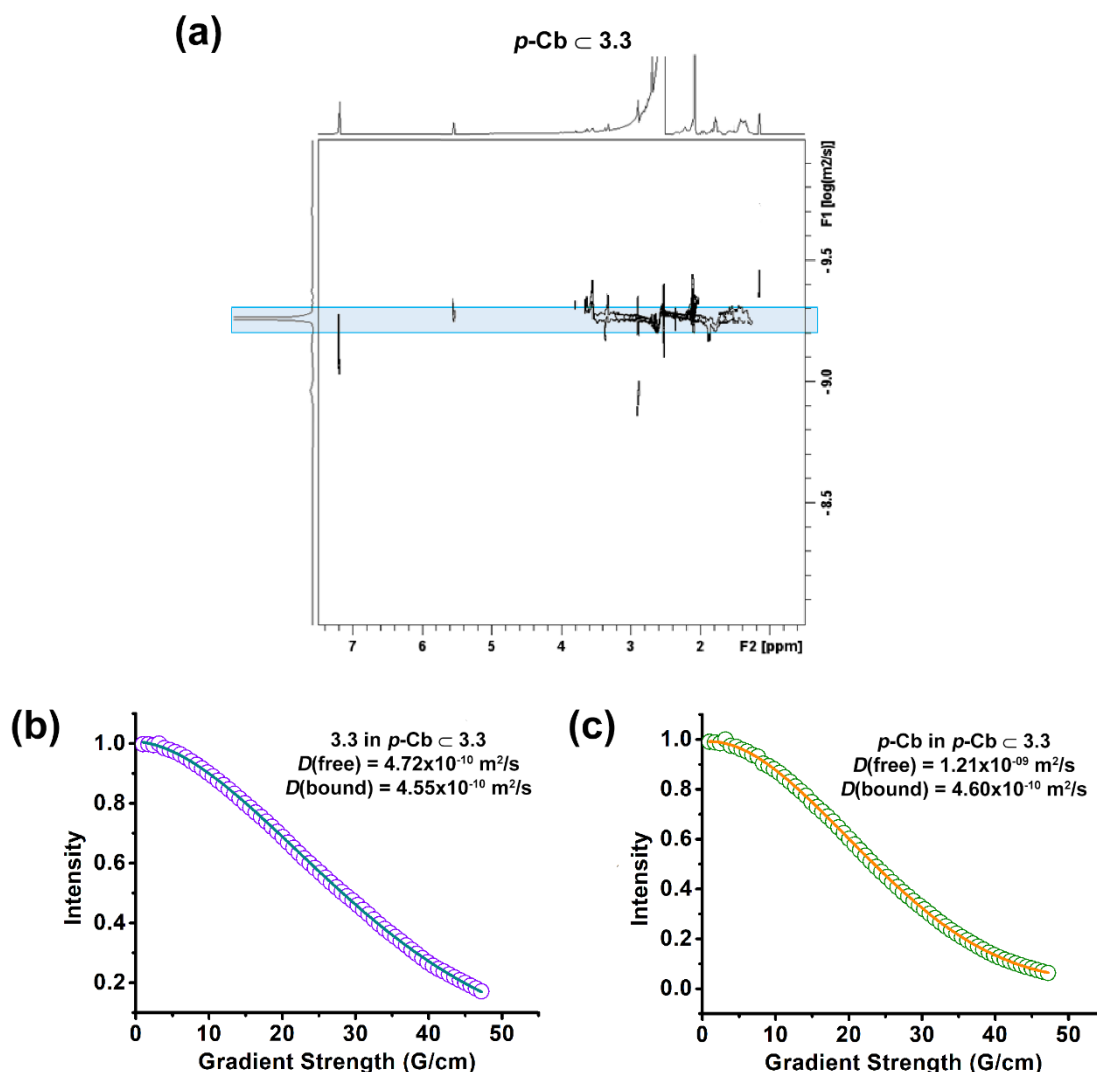 (a)
p-Cb ⊂ 3.3
F1 [log(m2/s)]
-9.5
-9.0
-8.5
7 6 5 4 3 2 F2 [ppm]
(b)
3.3 in p-Cb ⊂ 3.3
D(free) = 4.72x10⁻¹⁰ m²/s
D(bound) = 4.55x10⁻¹⁰ m²/s
Intensity
1.0
0.8
0.6
0.4
0.2
0 10 20 30 40 50
Gradient Strength (G/cm)
(c)
p-Cb in p-Cb ⊂ 3.3
D(free) = 1.21x10⁻⁰⁹ m²/s
D(bound) = 4.60x10⁻¹⁰ m²/s
Intensity
1.0
0.8
0.6
0.4
0.2
0.0
0 10 20 30 40 50
Gradient Strength (G/cm)